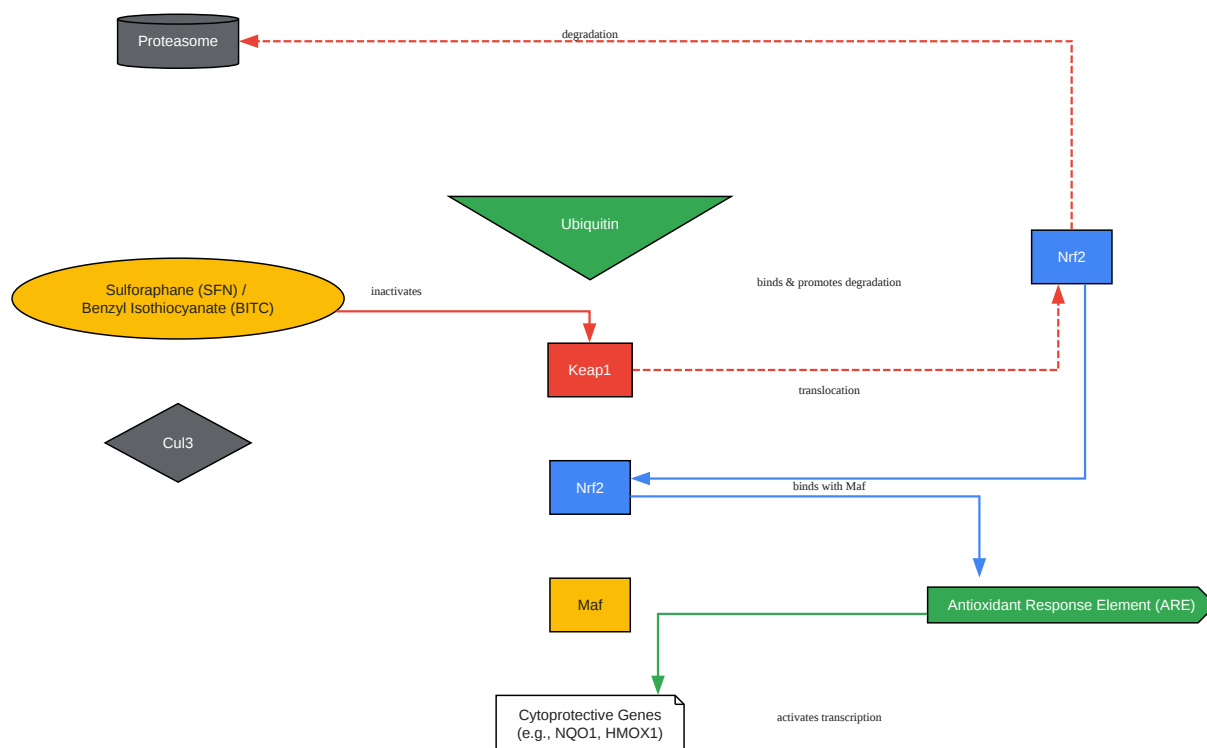 degradation
Proteasome
Ubiquitin
Nrf2
Sulforaphane (SFN) /
Benzyl Isothiocyanate (BITC)
inactivates
binds & promotes degradation
Keap1
translocation
Cul3
Nrf2
binds with Maf
Maf
Antioxidant Response Element (ARE)
Cytoprotective Genes
(e.g., NQO1, HMOX1)
activates transcription